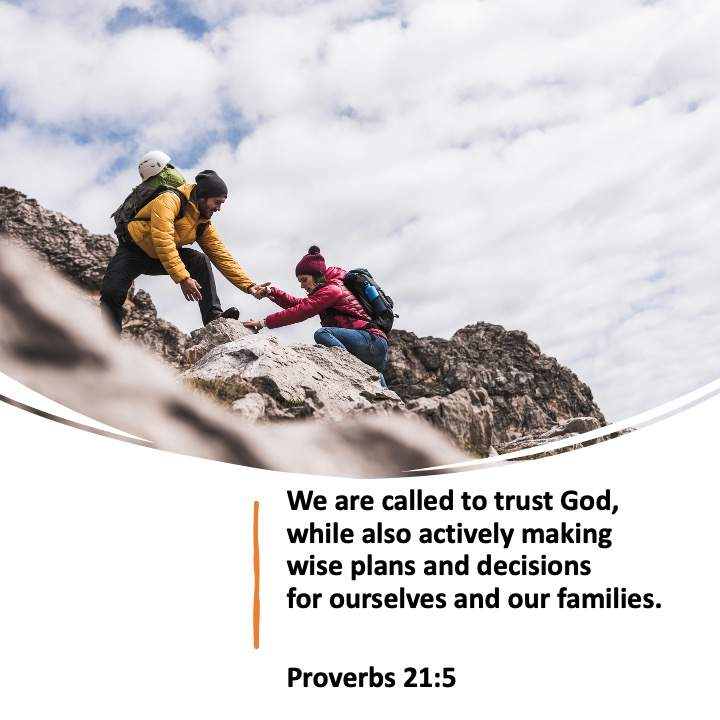 We are called to trust God,
while also actively making
wise plans and decisions
for ourselves and our families.
Proverbs 21:5